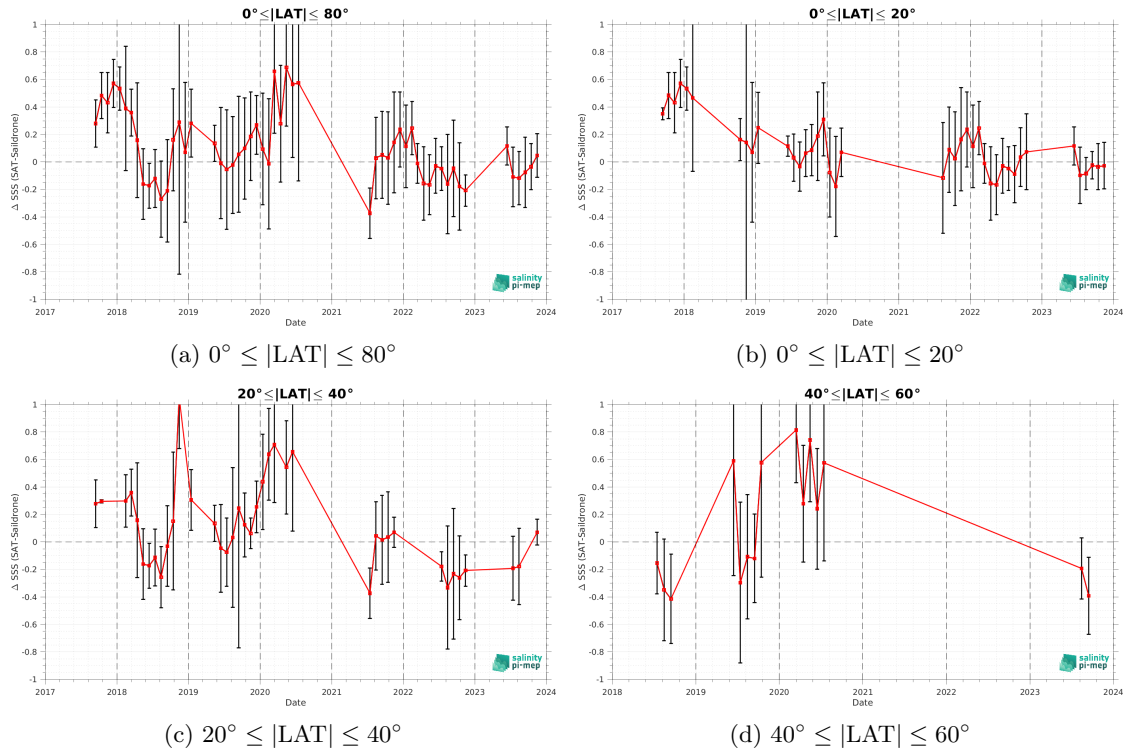 0°≤|LAT|≤ 80°
1
0.8
0.6
0.4
0.2
0
-0.2
-0.4
-0.6
-0.8
-1
Δ SSS (SAT-Saildrone)
2017 2018 2019 2020 2021 2022 2023 2024
Date
salinity
pi-mep
(a) 0° ≤ |LAT| ≤ 80°
0°≤|LAT|≤ 20°
1
0.8
0.6
0.4
0.2
0
-0.2
-0.4
-0.6
-0.8
-1
Δ SSS (SAT-Saildrone)
2017 2018 2019 2020 2021 2022 2023 2024
Date
salinity
pi-mep
(b) 0° ≤ |LAT| ≤ 20°
20°≤|LAT|≤ 40°
1
0.8
0.6
0.4
0.2
0
-0.2
-0.4
-0.6
-0.8
-1
Δ SSS (SAT-Saildrone)
2017 2018 2019 2020 2021 2022 2023 2024
Date
salinity
pi-mep
(c) 20° ≤ |LAT| ≤ 40°
40°≤|LAT|≤ 60°
1
0.8
0.6
0.4
0.2
0
-0.2
-0.4
-0.6
-0.8
-1
Δ SSS (SAT-Saildrone)
2018 2019 2020 2021 2022 2023 2024
Date
salinity
pi-mep
(d) 40° ≤ |LAT| ≤ 60°